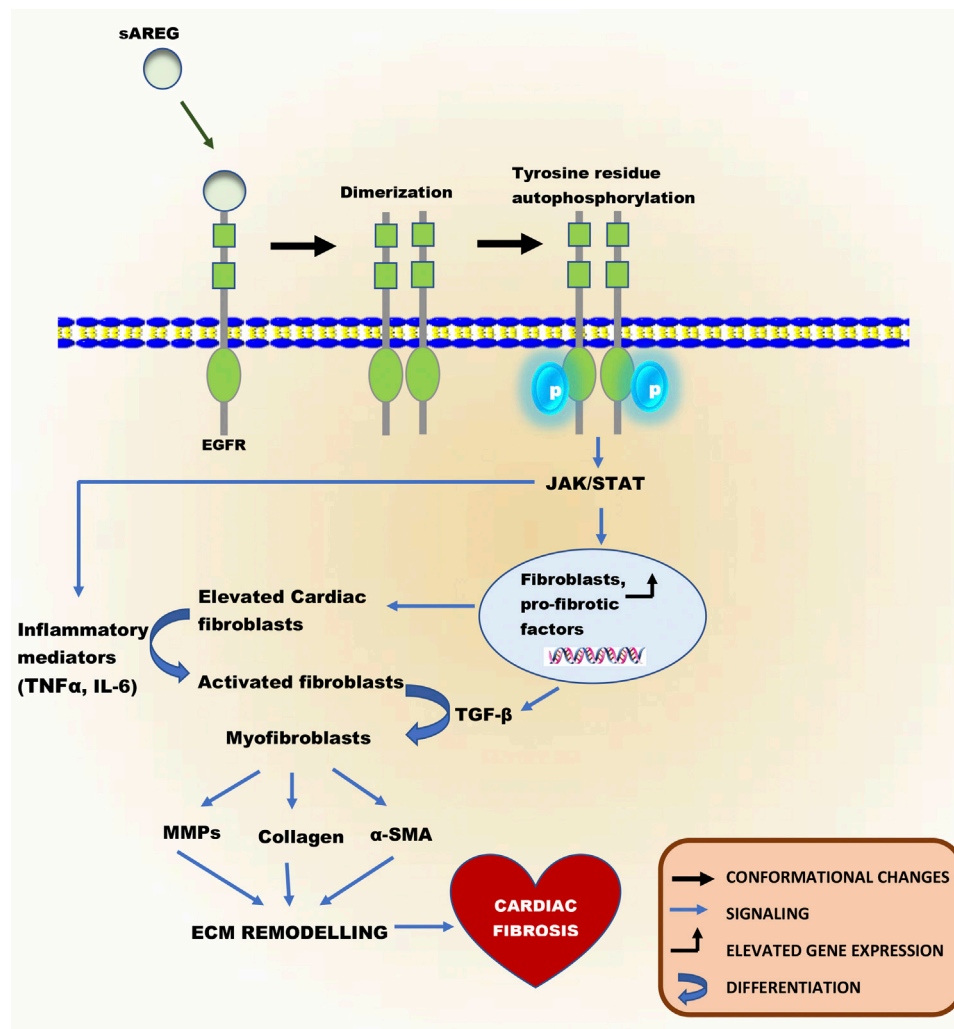 sAREG
Dimerization
Tyrosine residue
autophosphorylation
p
p
EGFR
JAK/STAT
Fibroblasts,
pro-fibrotic
factors
Elevated Cardiac
fibroblasts
Inflammatory
mediators
(TNFα, IL-6)
Activated fibroblasts
TGF-β
Myofibroblasts
MMPs
Collagen
α-SMA
ECM REMODELLING
CARDIAC
FIBROSIS
CONFORMATIONAL CHANGES
SIGNALING
ELEVATED GENE EXPRESSION
DIFFERENTIATION